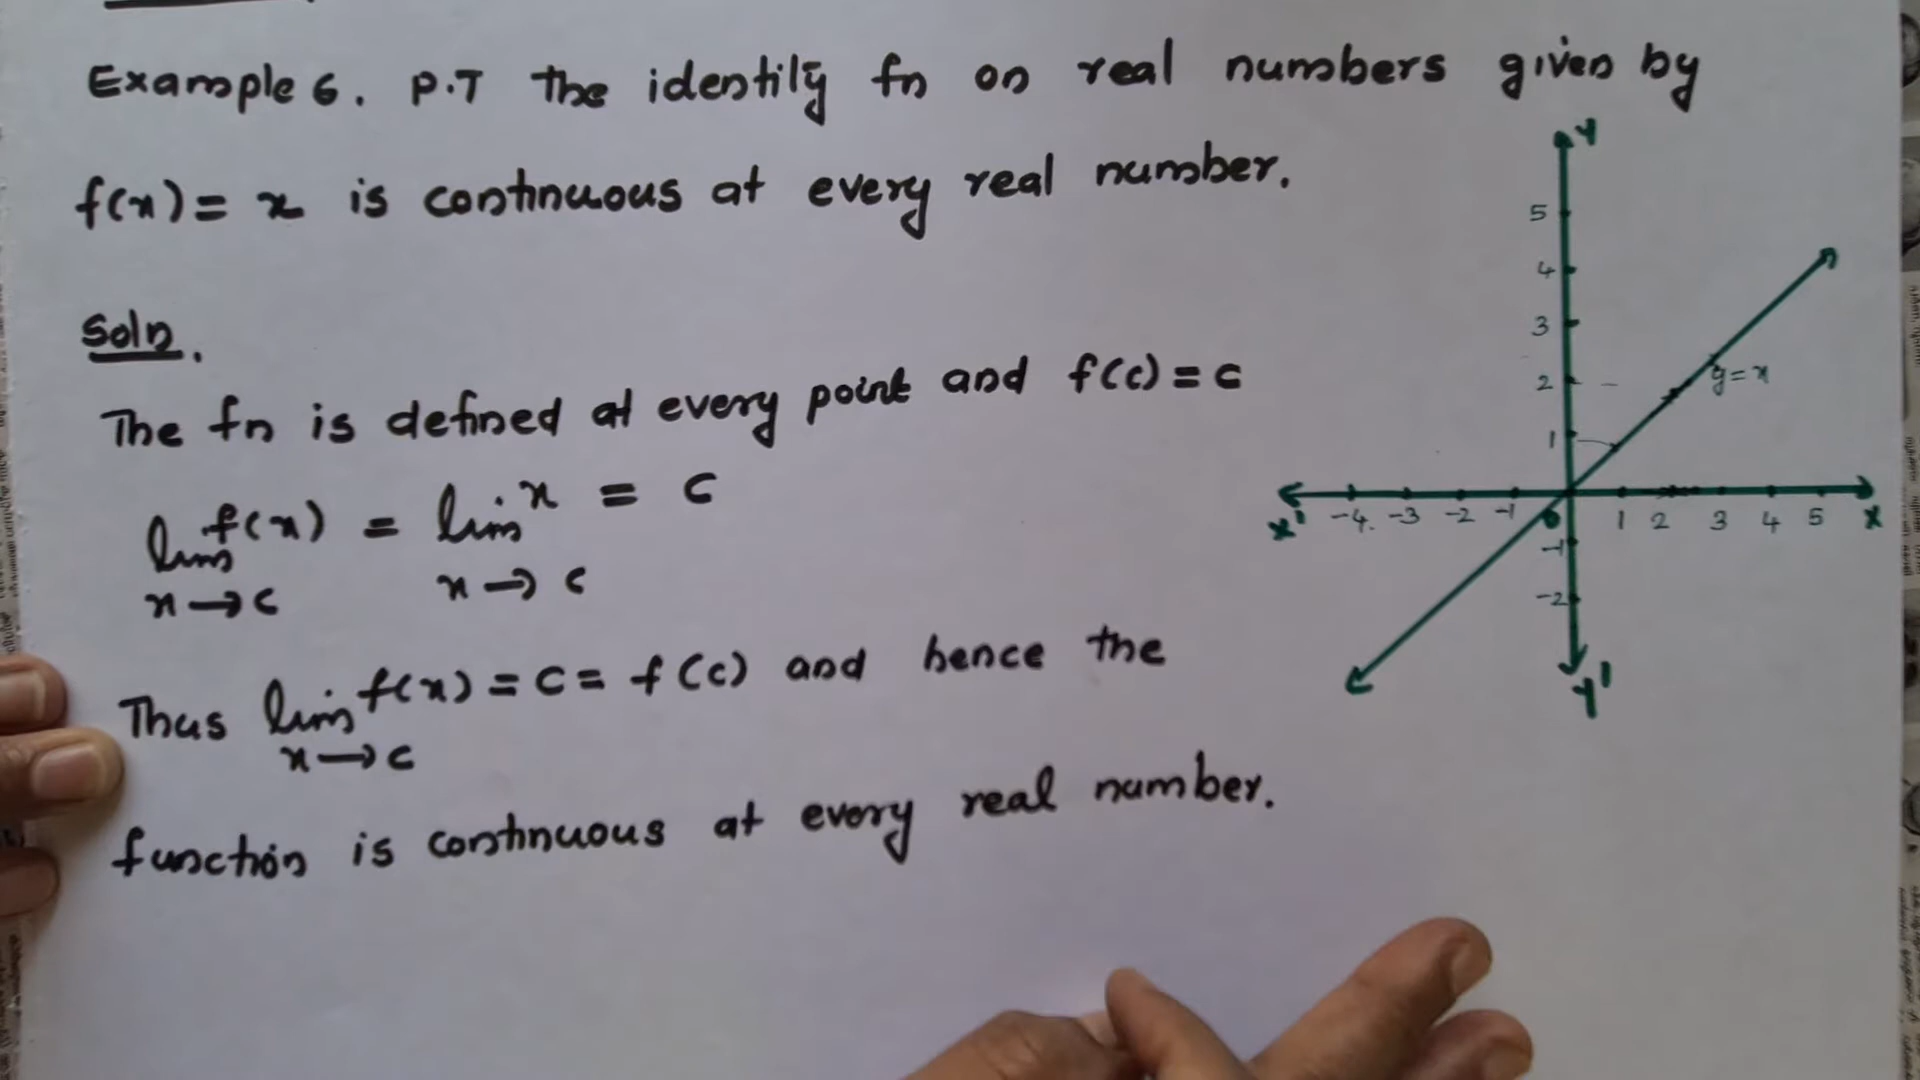 Example 6. P.T the identity fn on real numbers given by
f(x) = x is continuous at every real number.
Soln.
The fn is defined at every point and f(c) = c
lim f(x) = lim x = c
x → c x → c
Thus lim f(x) = c = f(c) and hence the
x → c
function is continuous at every real number.
Y
5
4
3
2
1
y = x
X' -4. -3 -2 -1 0 1 2 3 4 5 X
-1
-2
Y'